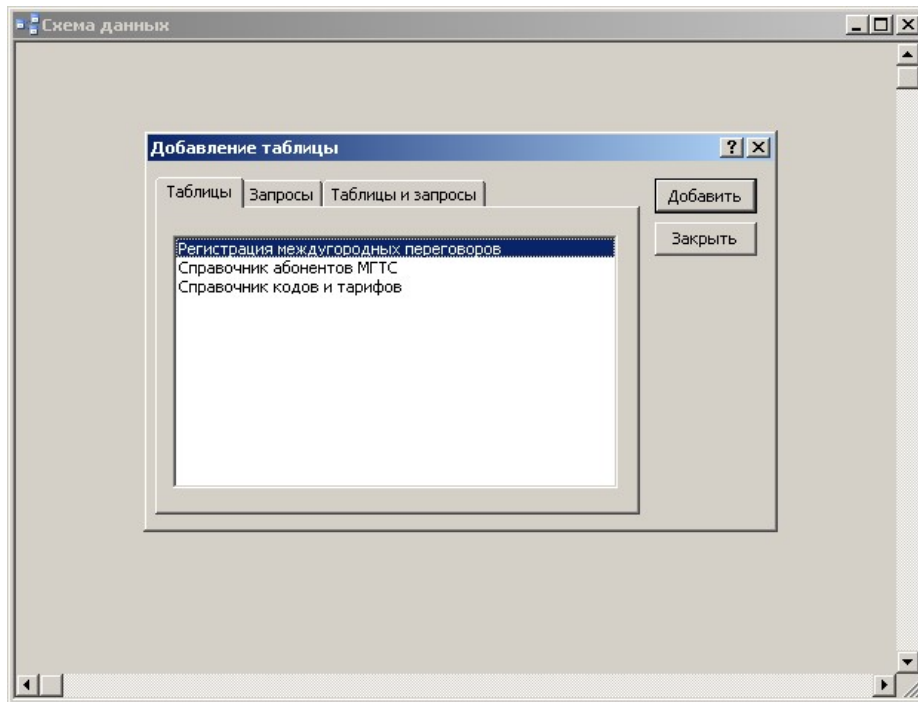 Схема данных
Добавление таблицы
Таблицы Запросы Таблицы и запросы
Добавить
Закрыть
Регистрация междугородных переговоров
Справочник абонентов МГТС
Справочник кодов и тарифов